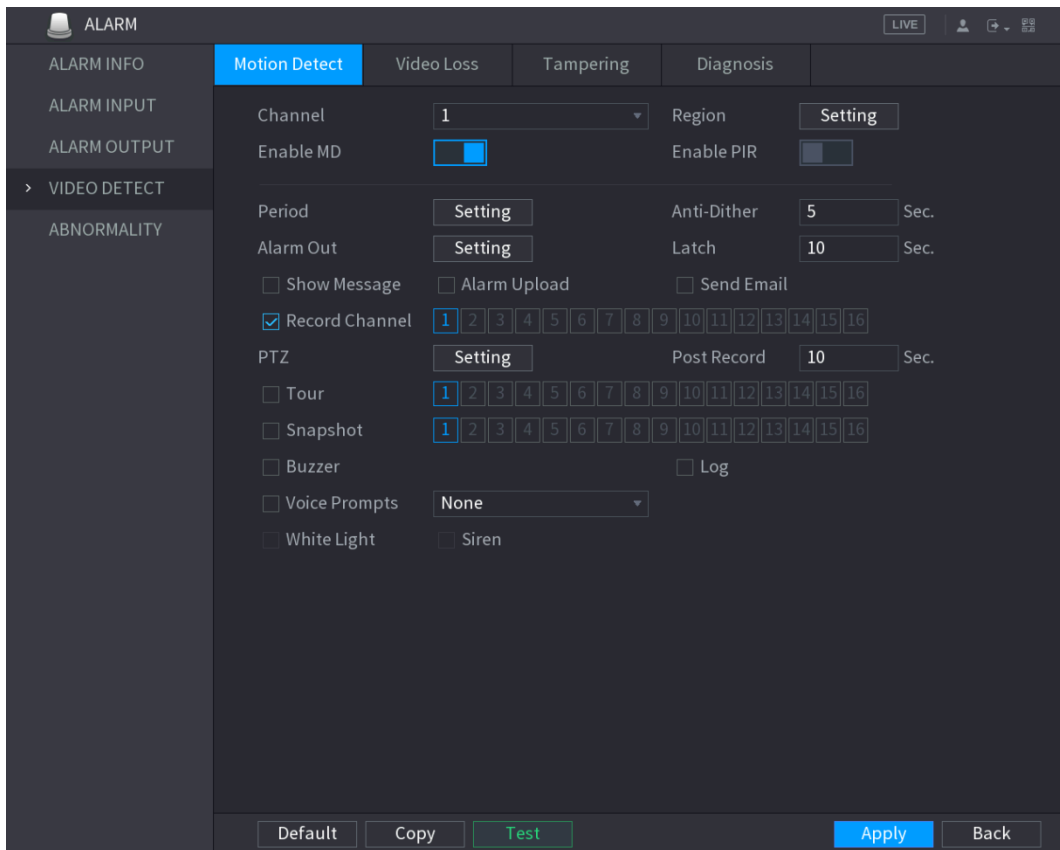 ALARM LIVE
ALARM INFO
ALARM INPUT
ALARM OUTPUT
> VIDEO DETECT
ABNORMALITY
Motion Detect Video Loss Tampering Diagnosis
Channel 1 Region Setting
Enable MD Enable PIR
Period Setting Anti-Dither 5 Sec.
Alarm Out Setting Latch 10 Sec.
Show Message Alarm Upload Send Email
Record Channel 1 2 3 4 5 6 7 8 9 10 11 12 13 14 15 16
PTZ Setting Post Record 10 Sec.
Tour 1 2 3 4 5 6 7 8 9 10 11 12 13 14 15 16
Snapshot 1 2 3 4 5 6 7 8 9 10 11 12 13 14 15 16
Buzzer Log
Voice Prompts None
White Light Siren
Default Copy Test Apply Back